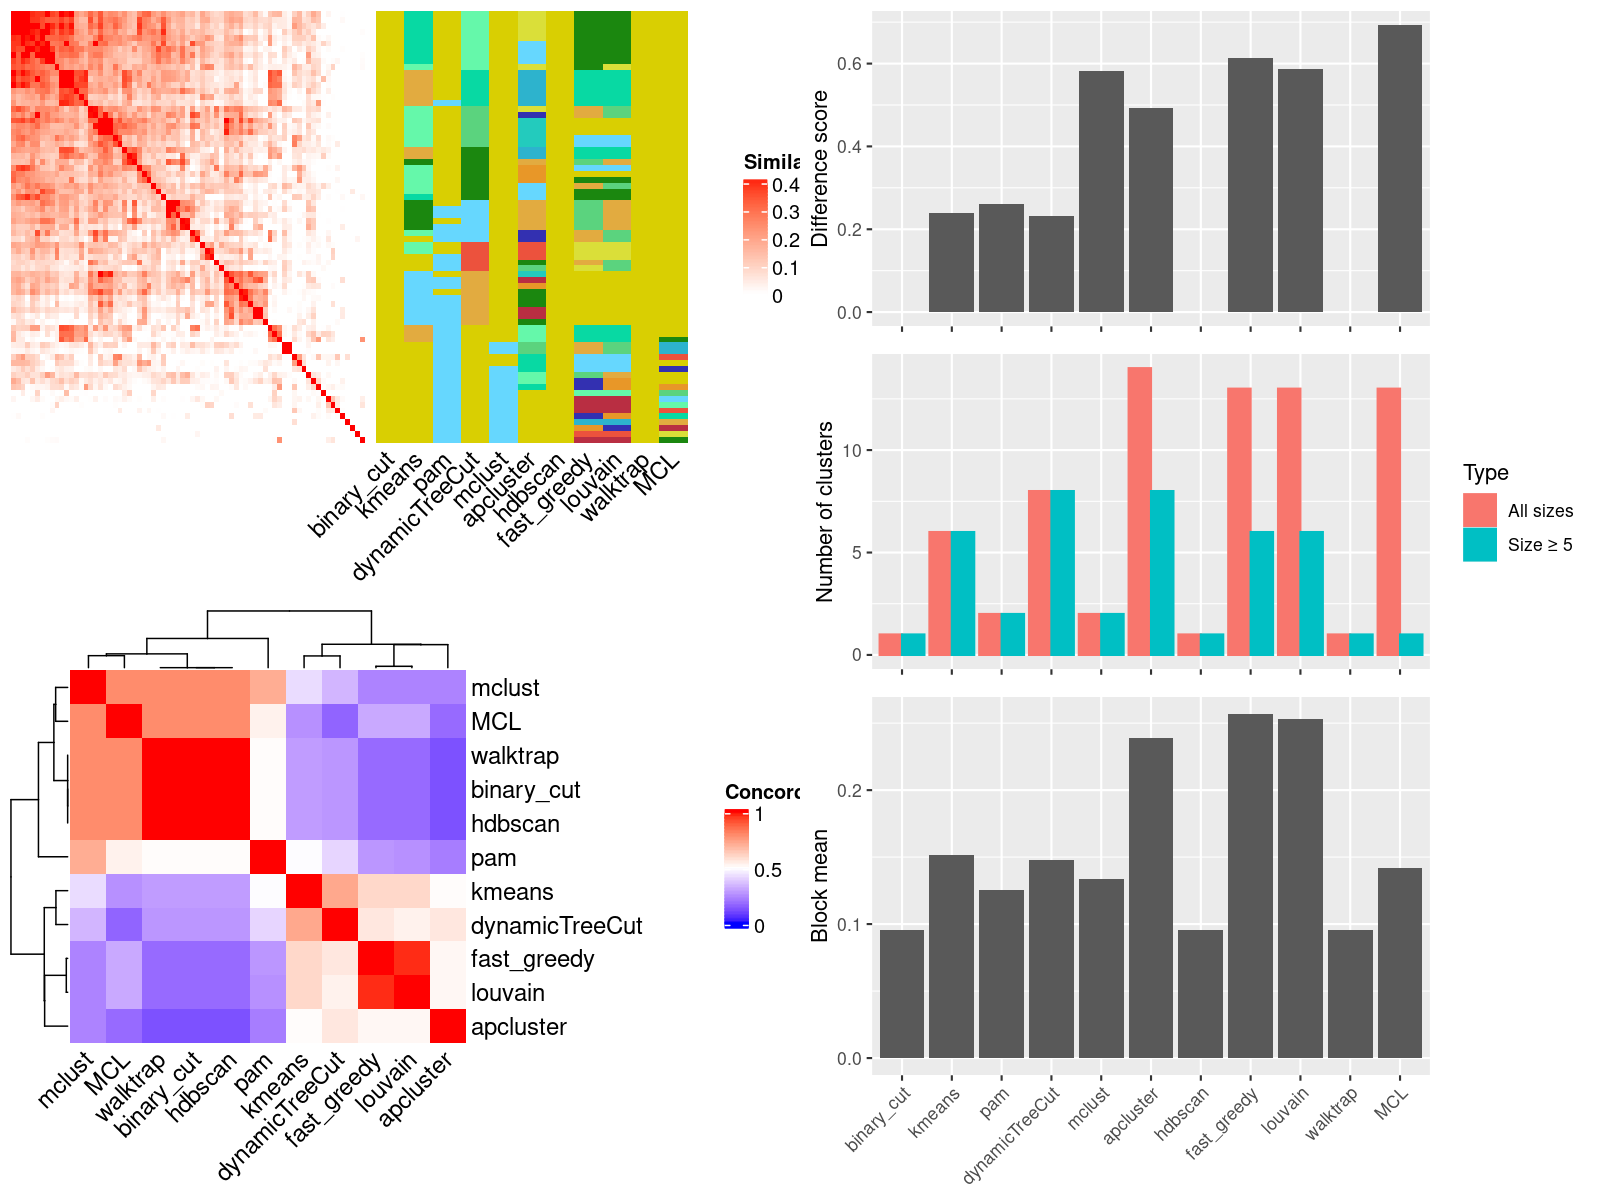 Simila
0.4
0.3
0.2
0.1
0
binary_cut
kmeans
pam
dynamicTreeCut
mclust
apcluster
hdbscan
fast_greedy
louvain
walktrap
MCL
Difference score
0.6
0.4
0.2
0.0
Number of clusters
10
5
0
Type
All sizes
Size ≥ 5
mclust
MCL
walktrap
binary_cut
hdbscan
pam
kmeans
dynamicTreeCut
fast_greedy
louvain
apcluster
mclust
MCL
walktrap
binary_cut
hdbscan
pam
kmeans
dynamicTreeCut
fast_greedy
louvain
apcluster
Concord
1
0.5
0
Block mean
0.2
0.1
0.0
binary_cut
kmeans
pam
dynamicTreeCut
mclust
apcluster
hdbscan
fast_greedy
louvain
walktrap
MCL